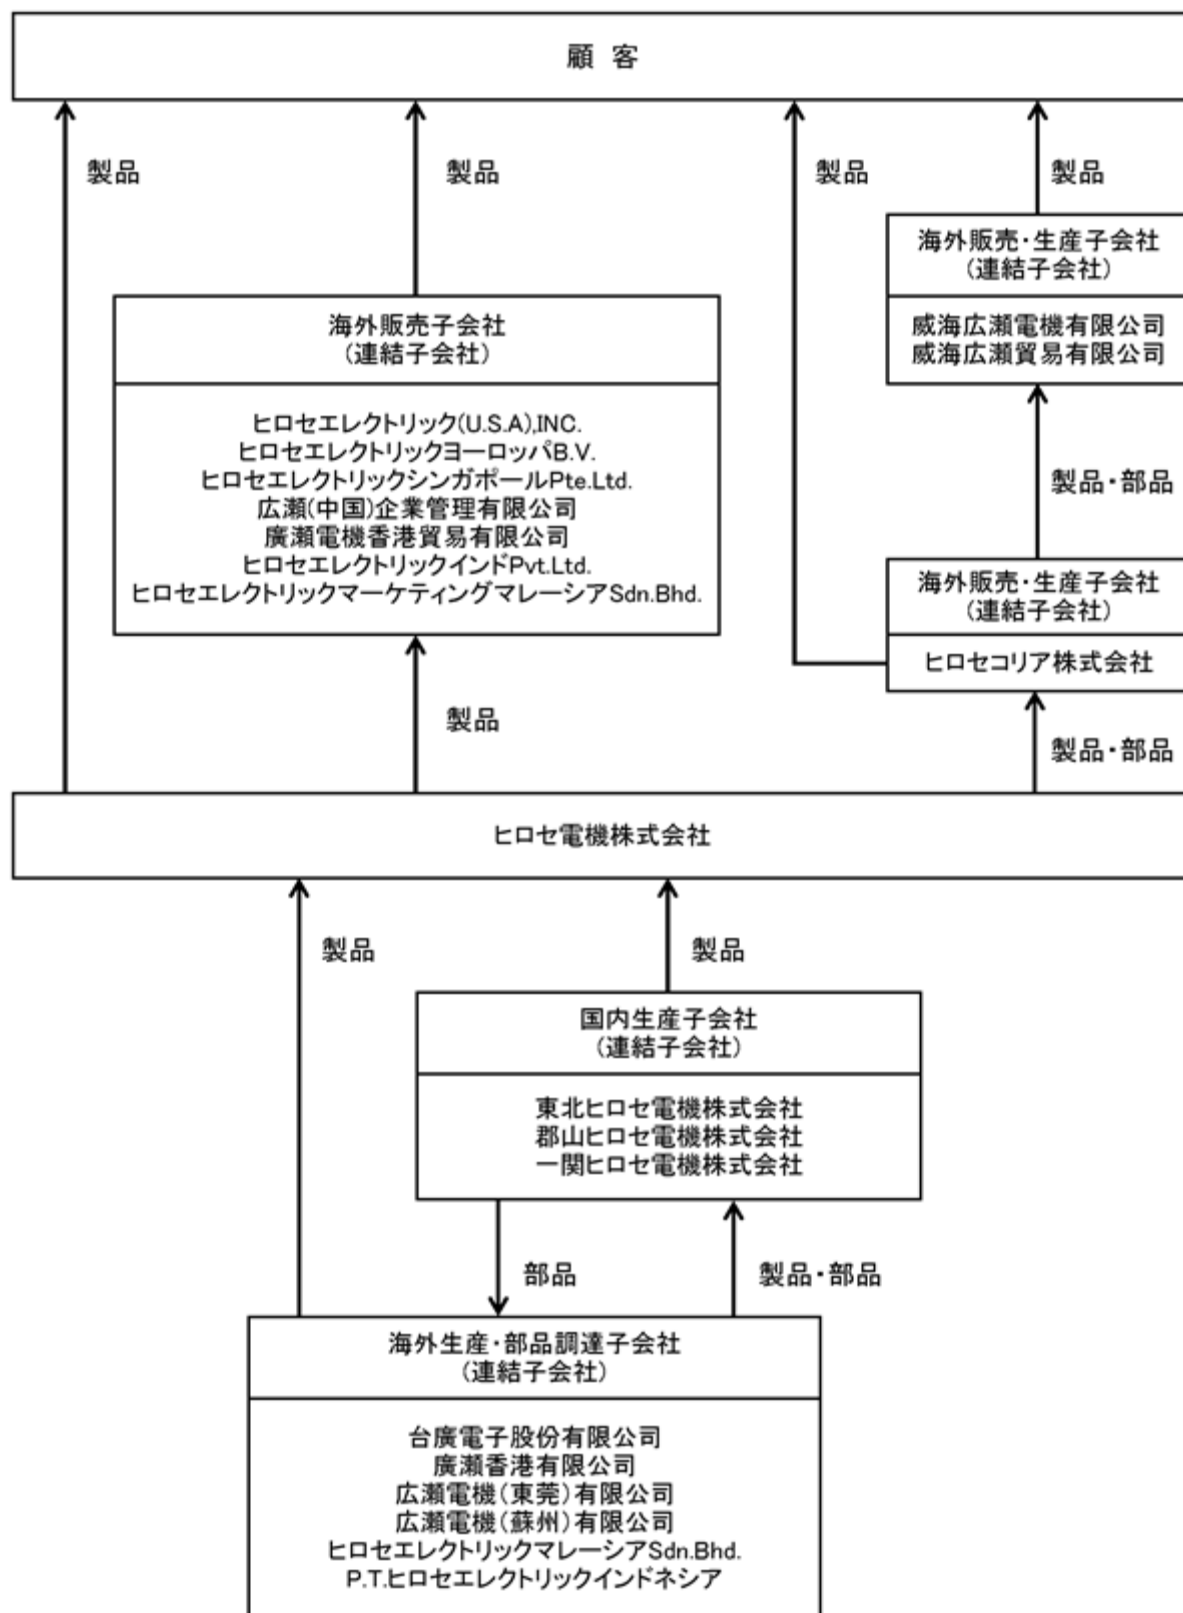 顧 客
製品
製品
製品
製品
海外販売・生産子会社
(連結子会社)
威海広瀬電機有限公司
威海広瀬貿易有限公司
海外販売子会社
(連結子会社)
ヒロセエレクトリック(U.S.A),INC.
ヒロセエレクトリックヨーロッパB.V.
ヒロセエレクトリックシンガポールPte.Ltd.
広瀬(中国)企業管理有限公司
廣瀬電機香港貿易有限公司
ヒロセエレクトリックインドPvt.Ltd.
ヒロセエレクトリックマーケティングマレーシアSdn.Bhd.
製品・部品
海外販売・生産子会社
(連結子会社)
ヒロセコリア株式会社
製品
製品・部品
ヒロセ電機株式会社
製品
製品
国内生産子会社
(連結子会社)
東北ヒロセ電機株式会社
郡山ヒロセ電機株式会社
一関ヒロセ電機株式会社
部品
製品・部品
海外生産・部品調達子会社
(連結子会社)
台廣電子股份有限公司
廣瀬香港有限公司
広瀬電機(東莞)有限公司
広瀬電機(蘇州)有限公司
ヒロセエレクトリックマレーシアSdn.Bhd.
P.T.ヒロセエレクトリックインドネシア